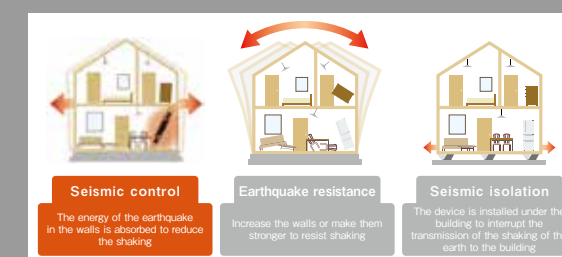 Seismic control
The energy of the earthquake
in the walls is absorbed to reduce
the shaking
Earthquake resistance
Increase the walls or make them
stronger to resist shaking
Seismic isolation
The device is installed under the
building to interrupt the
transmission of the shaking of the
earth to the building